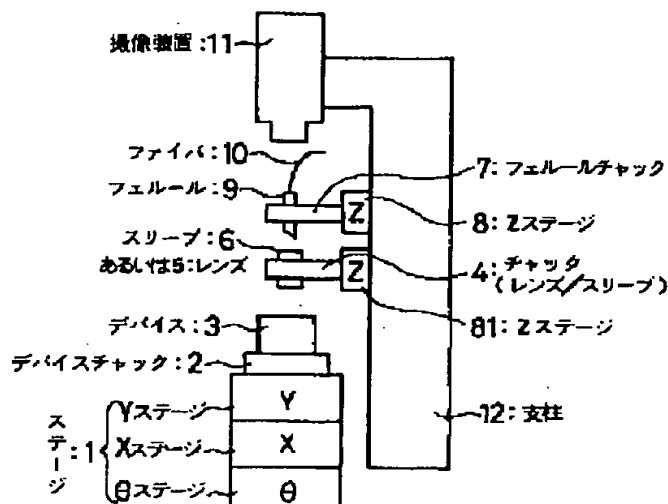 撮像装置:11
ファイバ:10
フェルール:9
7:フェルールチャック
Z
8:Zステージ
スリーブ:6
あるいは5:レンズ
Z
4:チャック
(レンズ/スリーブ)
81:Zステージ
デバイス:3
デバイスチャック:2
12:支柱
ステージ:1
Yステージ
Y
Xステージ
X
θステージ
θ